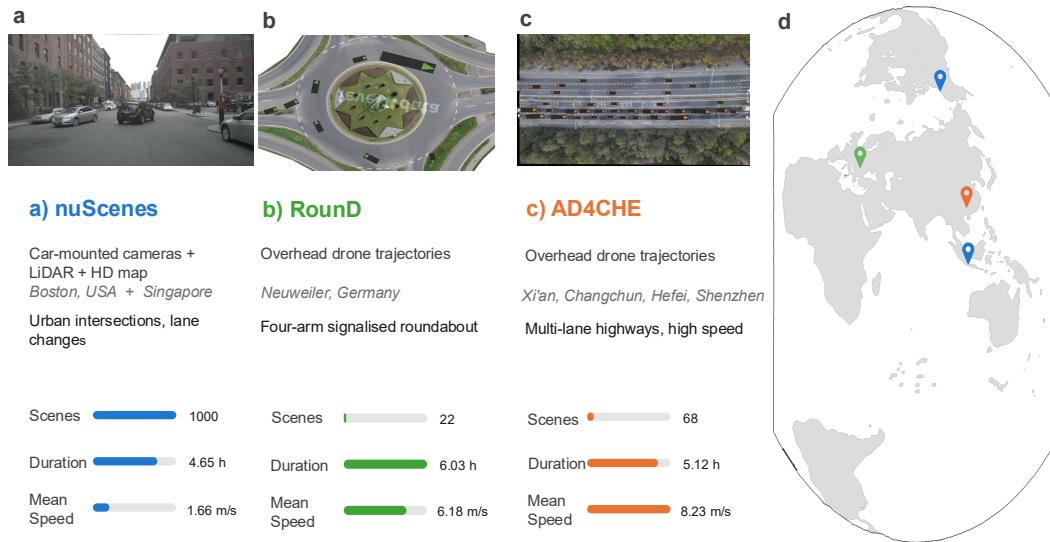 a
b
c
d
a) nuScenes
Car-mounted cameras +
LiDAR + HD map
Boston, USA + Singapore
Urban intersections, lane
changes
Scenes 1000
Duration 4.65 h
Mean
Speed 1.66 m/s
b) RounD
Overhead drone trajectories
Neuweiler, Germany
Four-arm signalised roundabout
Scenes 22
Duration 6.03 h
Mean
Speed 6.18 m/s
c) AD4CHE
Overhead drone trajectories
Xi'an, Changchun, Hefei, Shenzhen
Multi-lane highways, high speed
Scenes 68
Duration 5.12 h
Mean
Speed 8.23 m/s